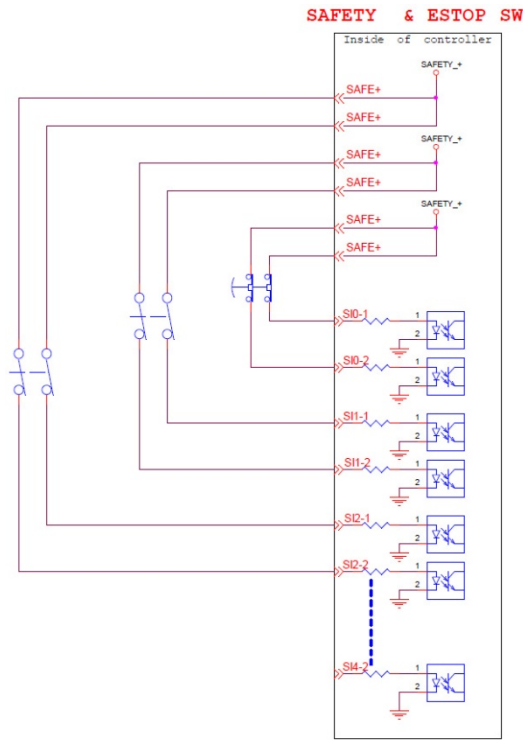 SAFETY & ESTOP SW
Inside of controller
SAFETY_+
SAFE+
SAFE+
SAFETY_+
SAFE+
SAFE+
SAFETY_+
SAFE+
SAFE+
SI0-1
1
2
SI0-2
1
2
SI1-1
1
2
SI1-2
1
2
SI2-1
1
2
SI2-2
1
2
SI4-2
1
2